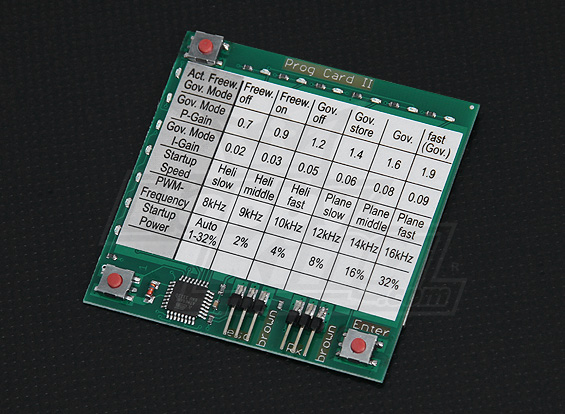 Prog Card II
Act. Freew. Gov. Mode Freew. off Freew. on Gov. off Gov. store Gov. fast (Gov.)
Gov. Mode P-Gain 0.7 0.9 1.2 1.4 1.6 1.9
Gov. Mode I-Gain 0.02 0.03 0.05 0.06 0.08 0.09
Startup Speed Heli slow Heli middle Heli fast Plane slow Plane middle Plane fast
PWM-Frequency 8kHz 9kHz 10kHz 12kHz 14kHz 16kHz
Startup Power Auto 1-32% 2% 4% 8% 16% 32%
esc broun Rx broun Enter